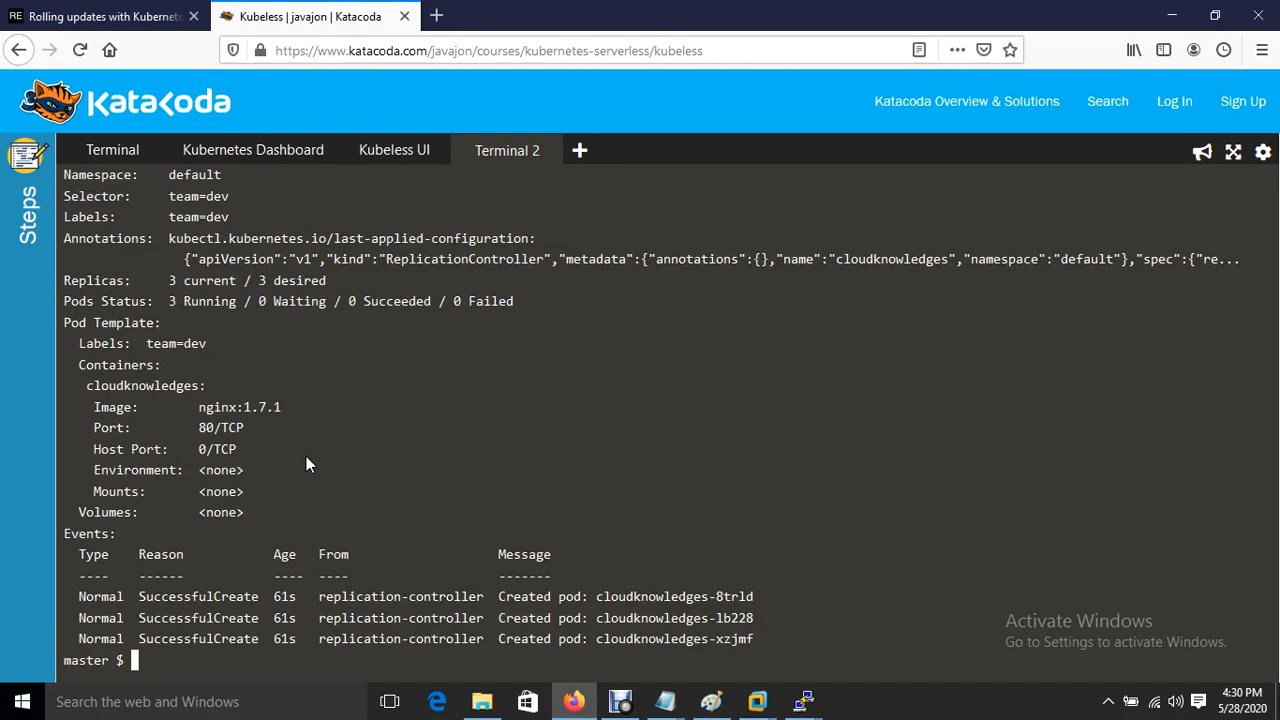 Rolling updates with Kubernete
Kubeless | javajon | Katacoda
https://www.katacoda.com/javajon/courses/kubernetes-serverless/kubeless
Katacoda
Katacoda Overview & Solutions
Search
Log In
Sign Up
Steps
Terminal
Kubernetes Dashboard
Kubeless UI
Terminal 2
Namespace: default
Selector: team=dev
Labels: team=dev
Annotations: kubectl.kubernetes.io/last-applied-configuration:
{"apiVersion":"v1","kind":"ReplicationController","metadata":{"annotations":{},"name":"cloudknowledges","namespace":"default"},"spec":{"re...
Replicas: 3 current / 3 desired
Pods Status: 3 Running / 0 Waiting / 0 Succeeded / 0 Failed
Pod Template:
Labels: team=dev
Containers:
cloudknowledges:
Image: nginx:1.7.1
Port: 80/TCP
Host Port: 0/TCP
Environment: <none>
Mounts: <none>
Volumes: <none>
Events:
Type Reason Age From Message
---- ------ ---- ---- -------
Normal SuccessfulCreate 61s replication-controller Created pod: cloudknowledges-8trld
Normal SuccessfulCreate 61s replication-controller Created pod: cloudknowledges-lb228
Normal SuccessfulCreate 61s replication-controller Created pod: cloudknowledges-xzjmf
master $
Activate Windows
Go to Settings to activate Windows.
Search the web and Windows
4:30 PM
5/28/2020